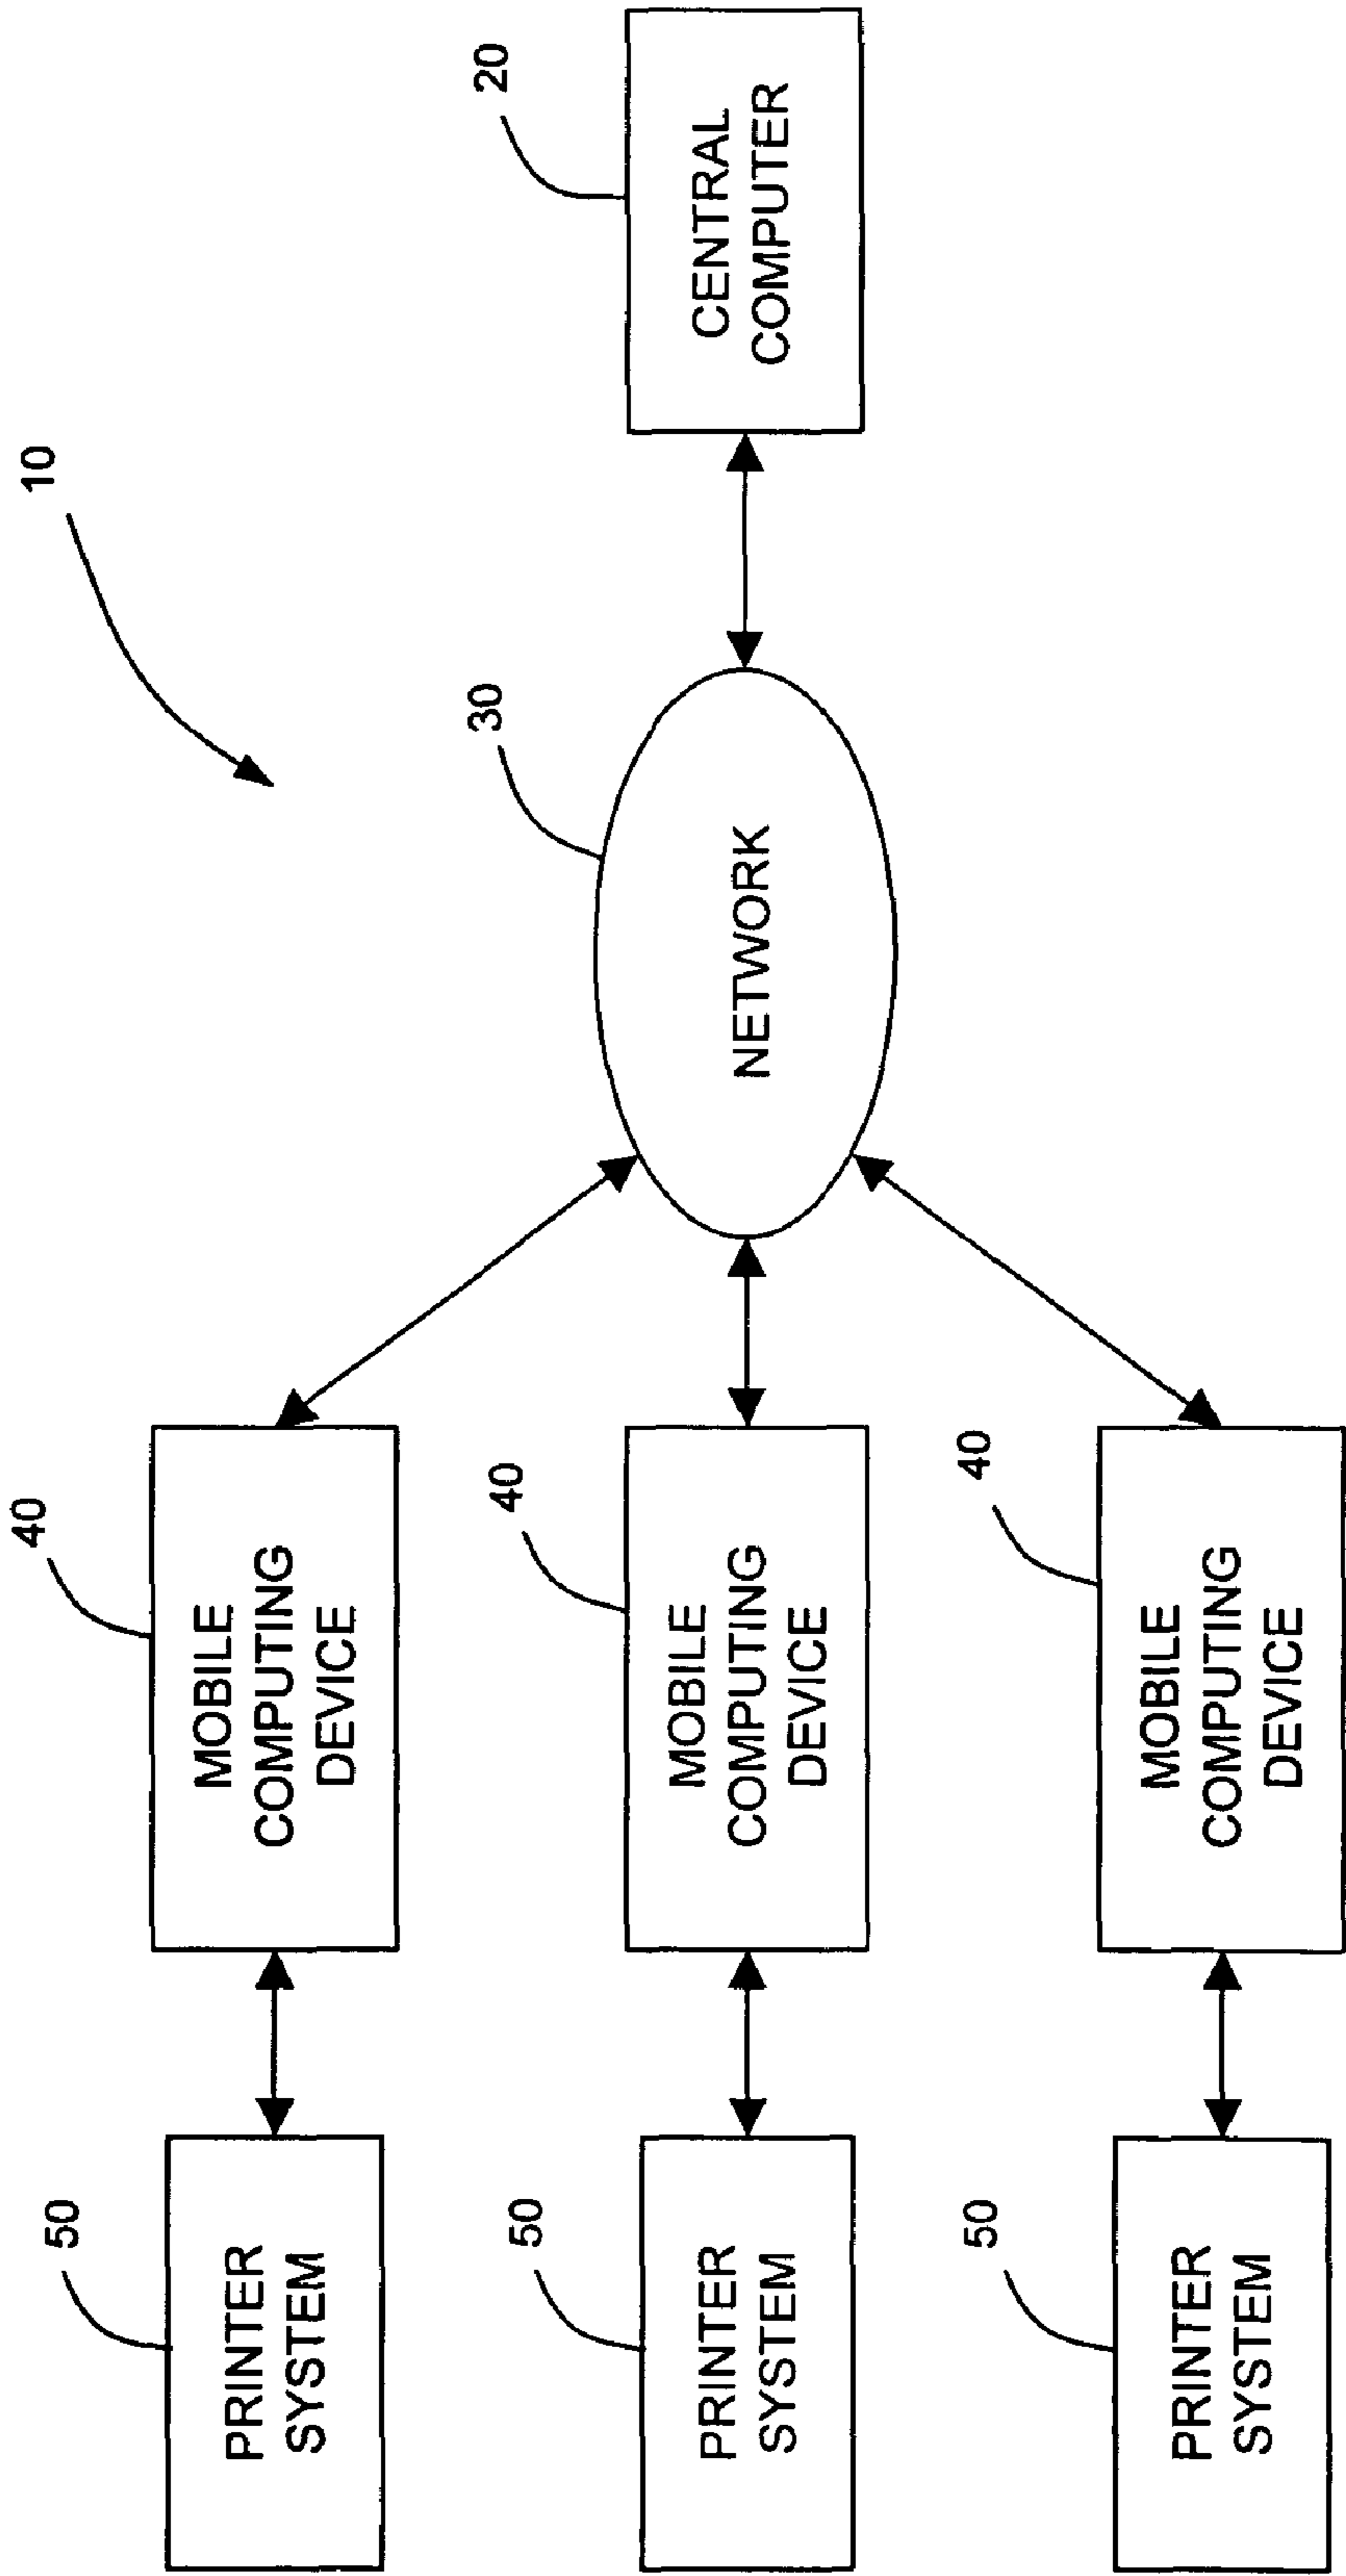 10
50
PRINTER
SYSTEM
40
MOBILE
COMPUTING
DEVICE
50
PRINTER
SYSTEM
40
MOBILE
COMPUTING
DEVICE
30
NETWORK
20
CENTRAL
COMPUTER
50
PRINTER
SYSTEM
40
MOBILE
COMPUTING
DEVICE